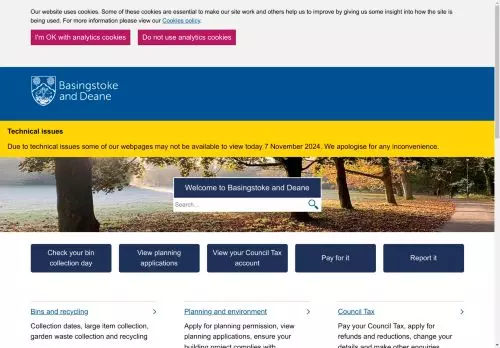 Our website uses cookies. Some of these cookies are essential to make our site work and others help us to improve by giving us some insight into how the site is
being used. For more information please view our Cookies policy.
I'm OK with analytics cookies
Do not use analytics cookies
Basingstoke
and Deane
Technical issues
Due to technical issues some of our webpages may not be available to view today 7 November 2024. We apologise for any inconvenience.
Welcome to Basingstoke and Deane
Search...
Check your bin
collection day
View planning
applications
View your Council Tax
account
Pay for it
Report it
Bins and recycling
Collection dates, large item collection,
garden waste collection and recycling
Planning and environment
Apply for planning permission, view
planning applications, ensure your
building project complies with
Council Tax
Pay your Council Tax, apply for
refunds and reductions, change your
details and make other enquiries